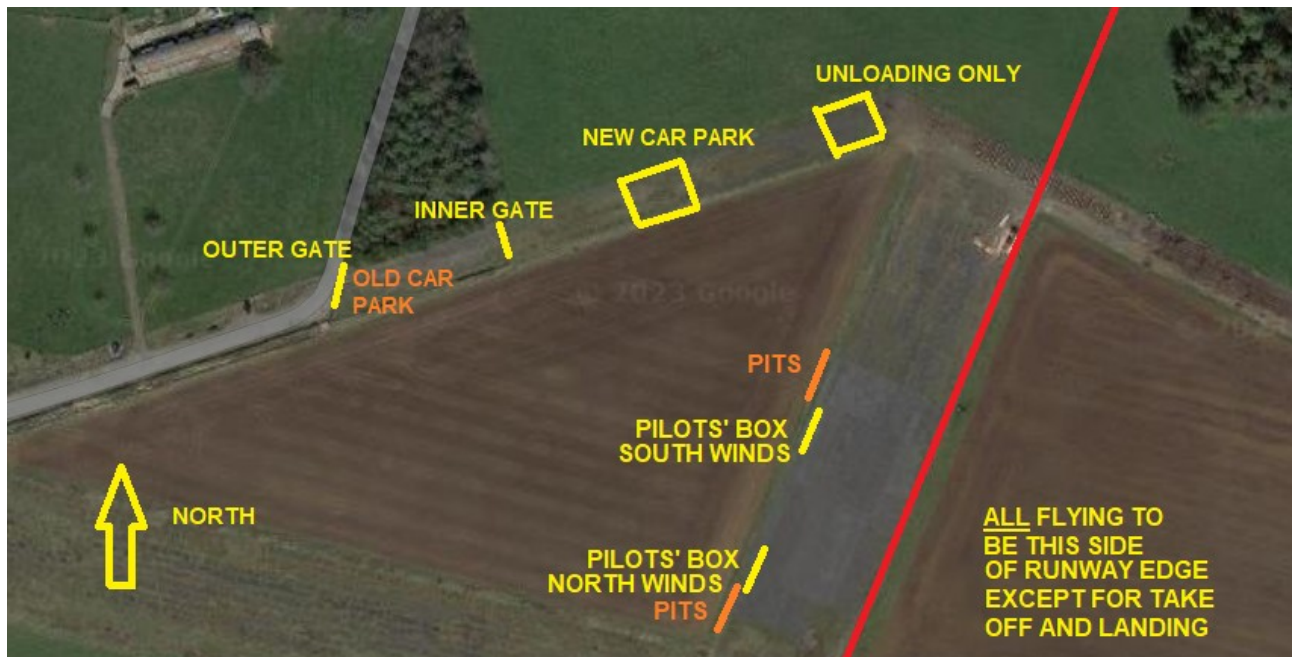 UNLOADING ONLY
NEW CAR PARK
INNER GATE
OUTER GATE
OLD CAR
PARK
© 2023 Google
PITS
PILOTS' BOX
SOUTH WINDS
NORTH
PILOTS' BOX
NORTH WINDS
PITS
ALL FLYING TO
BE THIS SIDE
OF RUNWAY EDGE
EXCEPT FOR TAKE
OFF AND LANDING